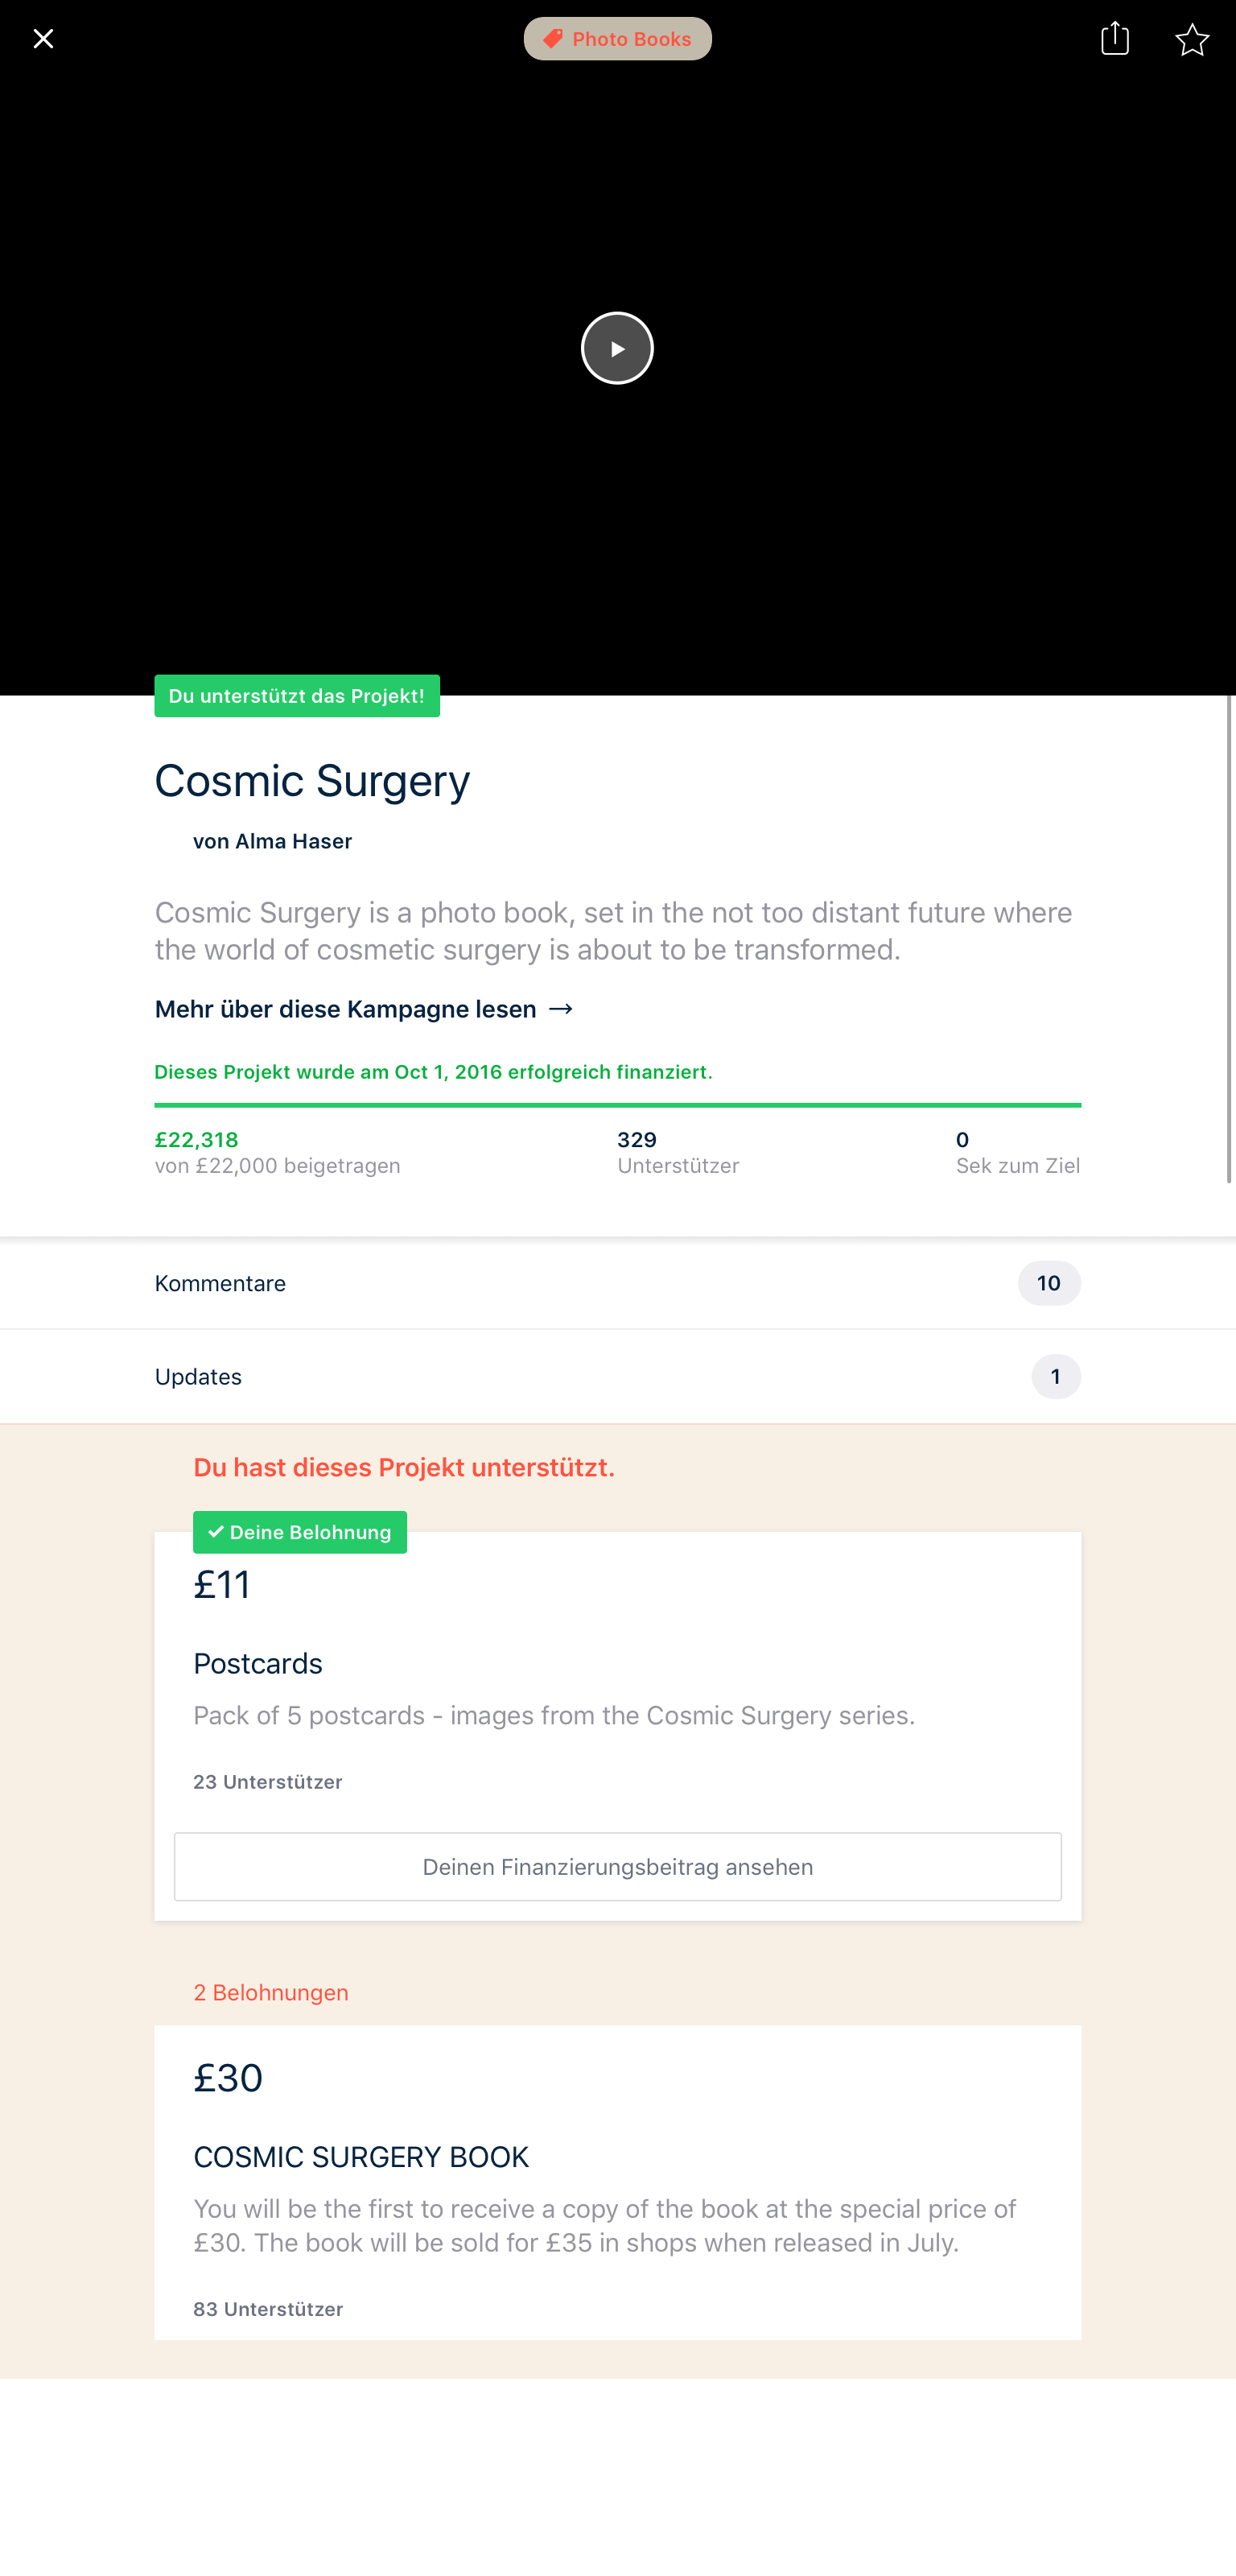 Photo Books
Du unterstützt das Projekt!
Cosmic Surgery
von Alma Haser
Cosmic Surgery is a photo book, set in the not too distant future where
the world of cosmetic surgery is about to be transformed.
Mehr über diese Kampagne lesen →
Dieses Projekt wurde am Oct 1, 2016 erfolgreich finanziert.
£22,318
von £22,000 beigetragen
329
Unterstützer
0
Sek zum Ziel
Kommentare
10
Updates
1
Du hast dieses Projekt unterstützt.
✓ Deine Belohnung
£11
Postcards
Pack of 5 postcards - images from the Cosmic Surgery series.
23 Unterstützer
Deinen Finanzierungsbeitrag ansehen
2 Belohnungen
£30
COSMIC SURGERY BOOK
You will be the first to receive a copy of the book at the special price of
£30. The book will be sold for £35 in shops when released in July.
83 Unterstützer